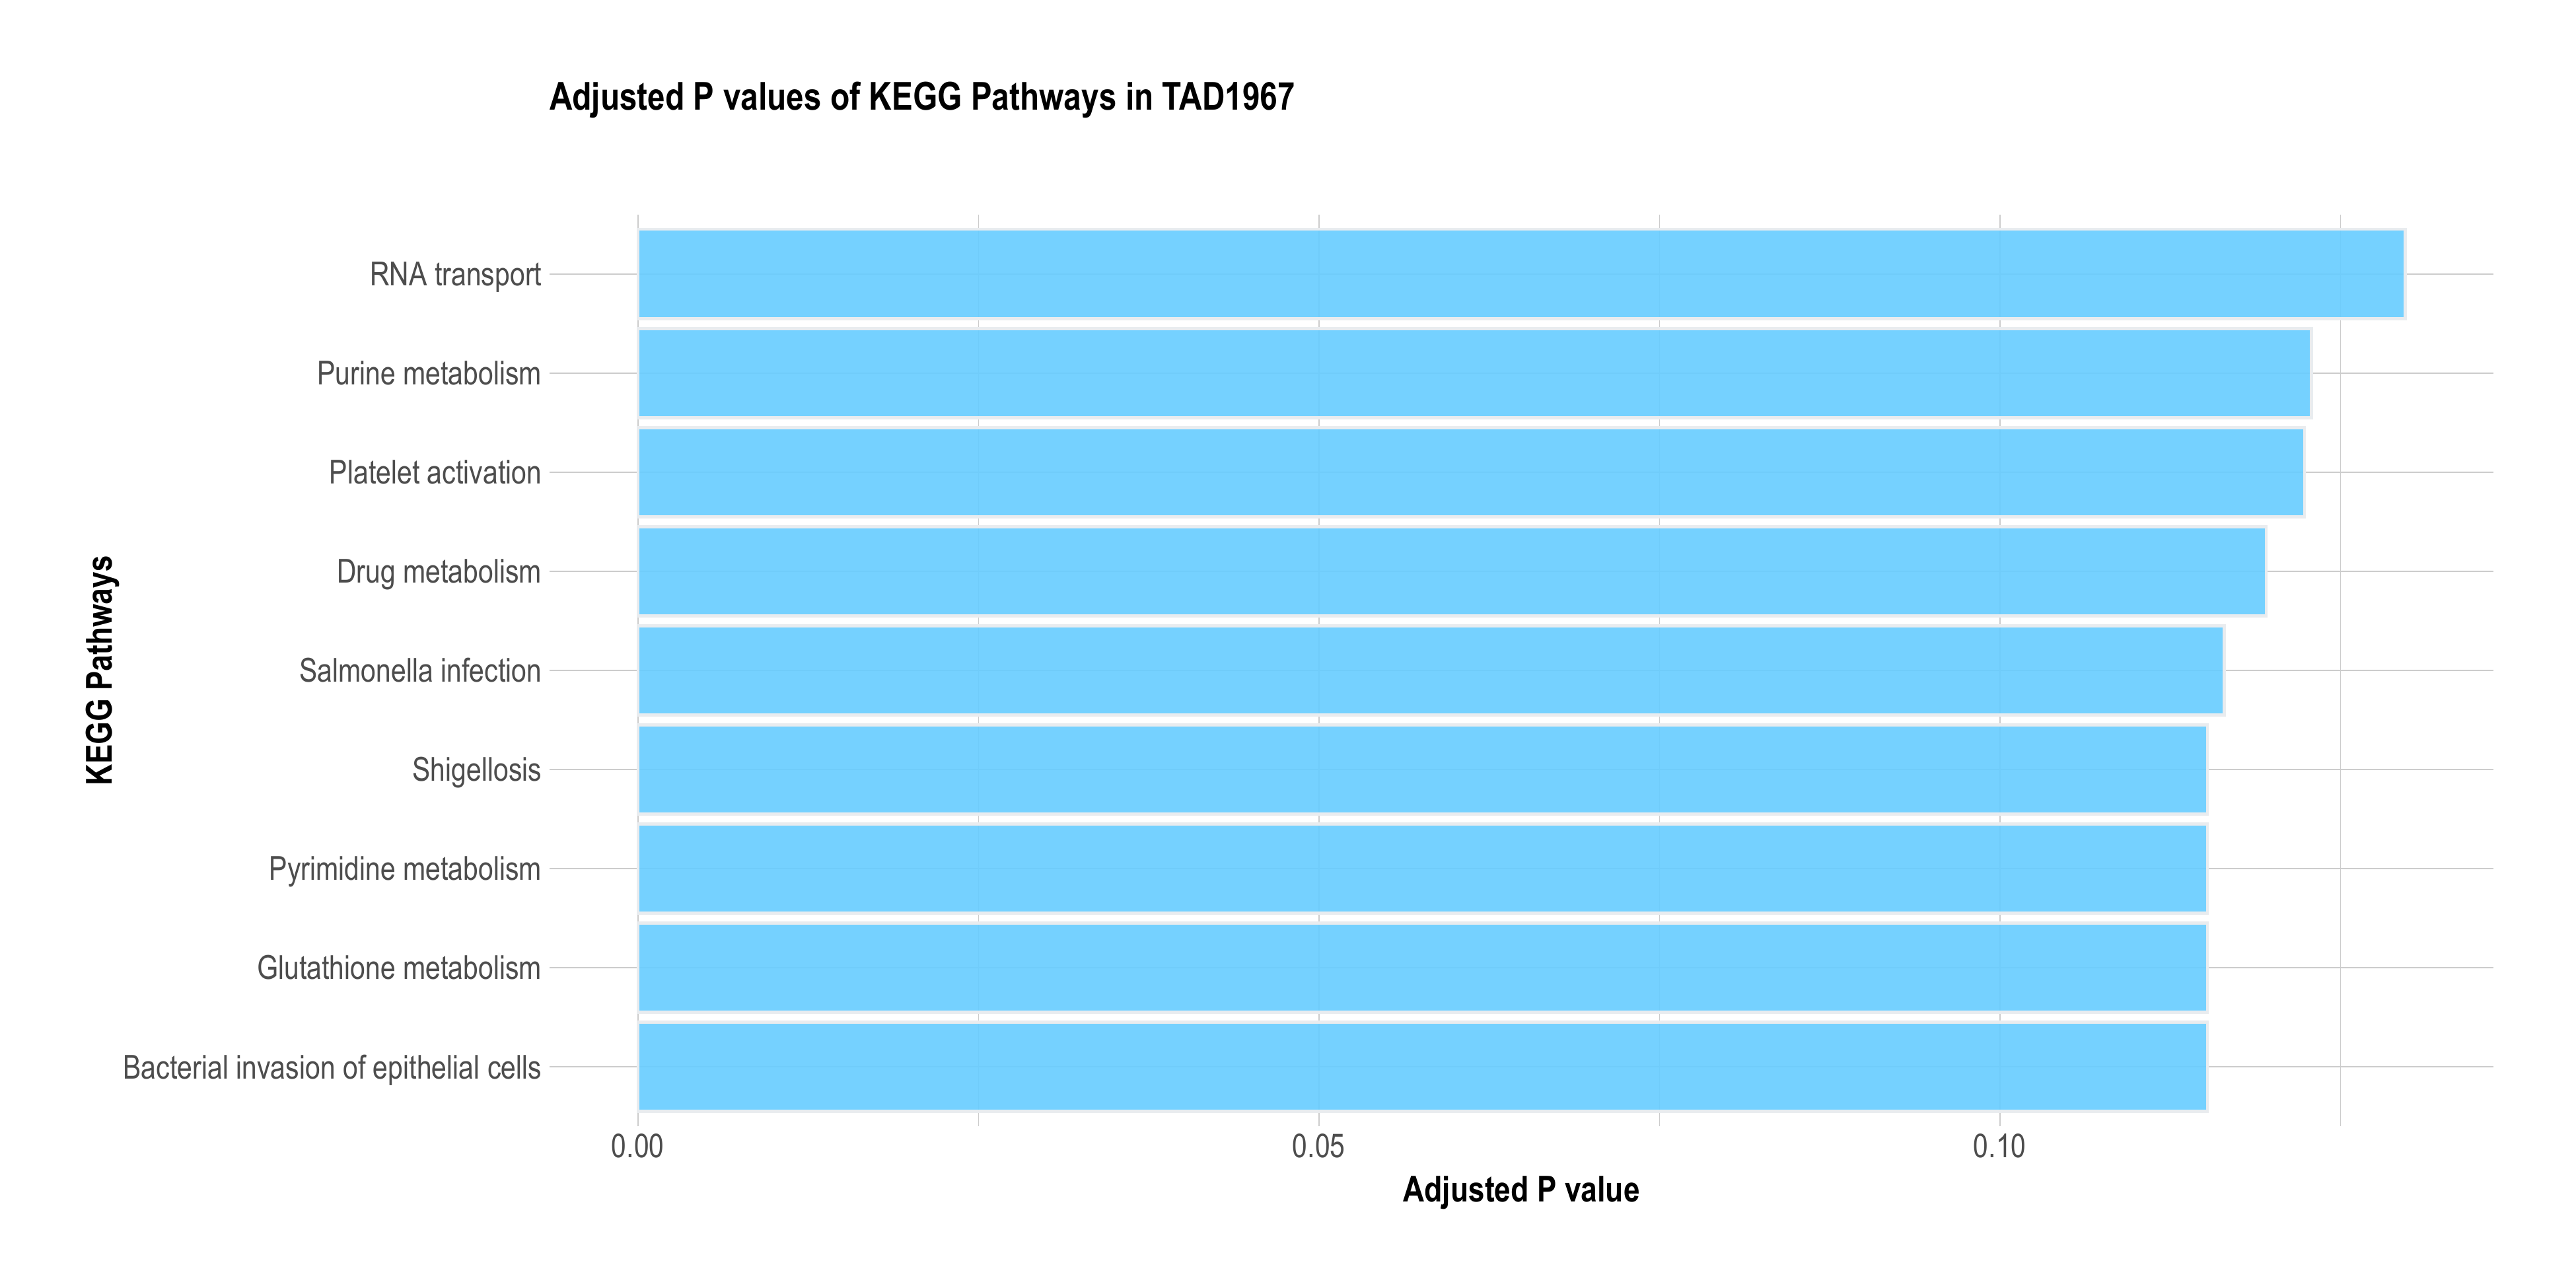 Adjusted P values of KEGG Pathways in TAD1967
KEGG Pathways
RNA transport
Purine metabolism
Platelet activation
Drug metabolism
Salmonella infection
Shigellosis
Pyrimidine metabolism
Glutathione metabolism
Bacterial invasion of epithelial cells
0.00 0.05 0.10
Adjusted P value